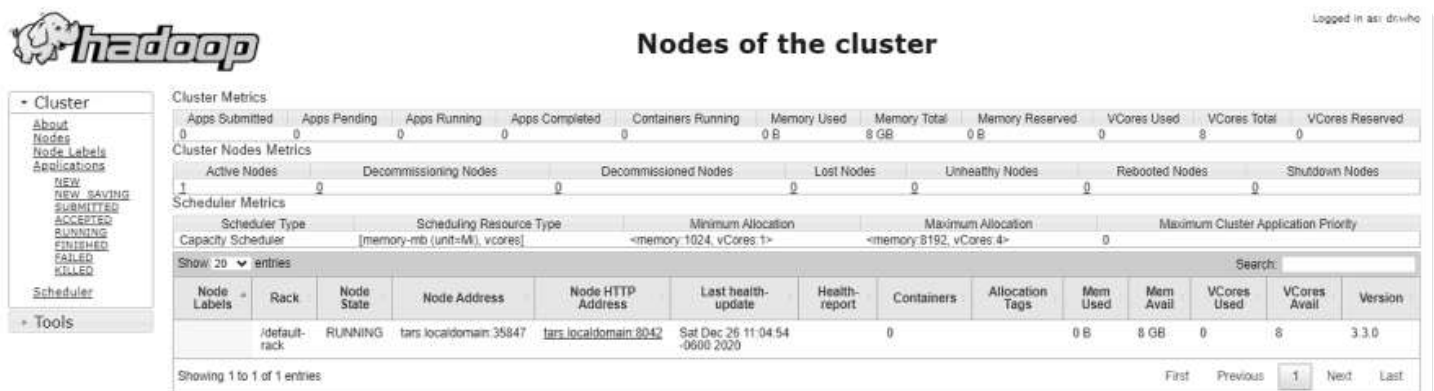 Logged in as: dr.who
hadoop
Nodes of the cluster
Cluster
About
Nodes
Node Labels
Applications
NEW
NEW_SAVING
SUBMITTED
ACCEPTED
RUNNING
FINISHED
FAILED
KILLED
Scheduler
Tools
Cluster Metrics
Apps Submitted Apps Pending Apps Running Apps Completed Containers Running Memory Used Memory Total Memory Reserved VCores Used VCores Total VCores Reserved
0 0 0 0 0 0 B 8 GB 0 B 0 8 0
Cluster Nodes Metrics
Active Nodes Decommissioning Nodes Decommissioned Nodes Lost Nodes Unhealthy Nodes Rebooted Nodes Shutdown Nodes
1 0 0 0 0 0 0
Scheduler Metrics
Scheduler Type Scheduling Resource Type Minimum Allocation Maximum Allocation Maximum Cluster Application Priority
Capacity Scheduler [memory-mb (unit=Mi), vcores] <memory:1024, vCores:1> <memory:8192, vCores:4> 0
Show 20 entries Search:
Node Labels Rack Node State Node Address Node HTTP Address Last health-update Health-report Containers Allocation Tags Mem Used Mem Avail VCores Used VCores Avail Version
/default-rack RUNNING tars.localdomain:35847 tars.localdomain:8042 Sat Dec 26 11:04:54 -0600 2020 0 0 B 8 GB 0 8 3.3.0
Showing 1 to 1 of 1 entries First Previous 1 Next Last